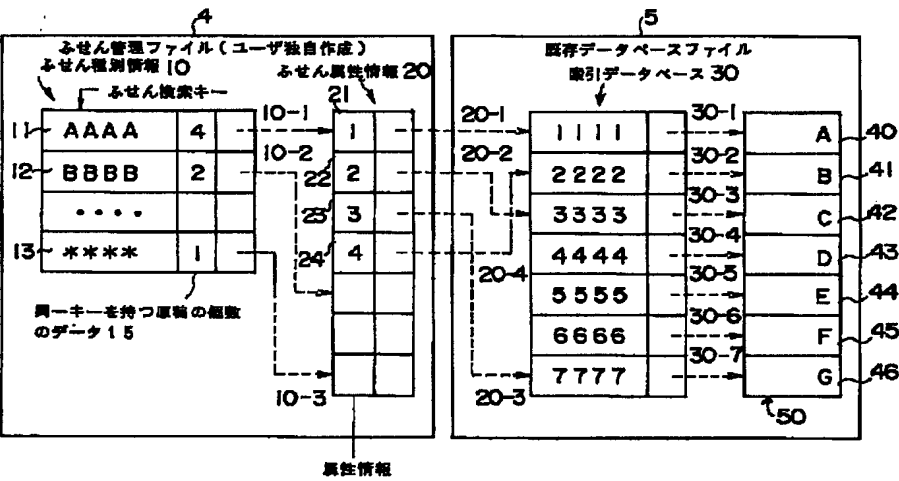 4
5
ふせん管理ファイル(ユーザ独自作成)
ふせん種別情報 10
ふせん属性情報 20
ふせん検索キー
21
既存データベースファイル
索引データベース 30
11
AAAA
4
10-1
1
20-1
1111
30-1
A
40
12
BBBB
2
10-2
22
2
20-2
2222
30-2
B
41
・・・・
23
3
3333
30-3
C
42
13
****
1
24
4
20-4
4444
30-4
D
43
同一キーを持つ原稿の個数
のデータ 15
5555
30-5
E
44
6666
30-6
F
45
10-3
20-3
7777
30-7
G
46
50
属性情報